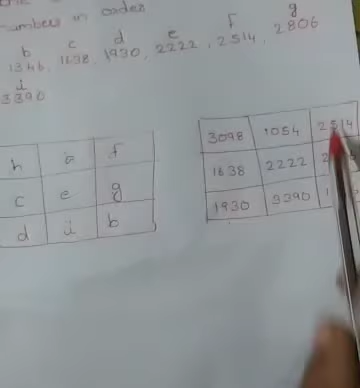 numbers in order
b c d e f g
1346, 1638, 1930, 2222, 2514, 2806
i
3390
h a f
c e g
d i b
3098 1054 2514
1638 2222
1930 3390